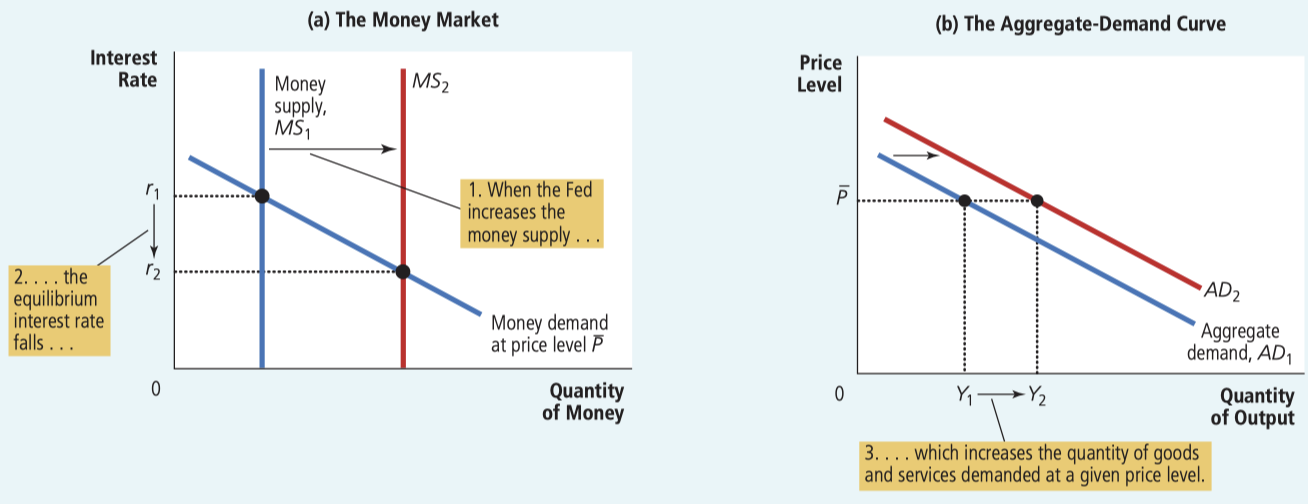 (a) The Money Market
Interest
Rate
Money
supply,
MS₁
MS₂
r₁
r₂
1. When the Fed
increases the
money supply . . .
2. . . . the
equilibrium
interest rate
falls . . .
Money demand
at price level P̅
0
Quantity
of Money
(b) The Aggregate-Demand Curve
Price
Level
P̅
AD₂
Aggregate
demand, AD₁
0
Y₁
Y₂
Quantity
of Output
3. . . . which increases the quantity of goods
and services demanded at a given price level.